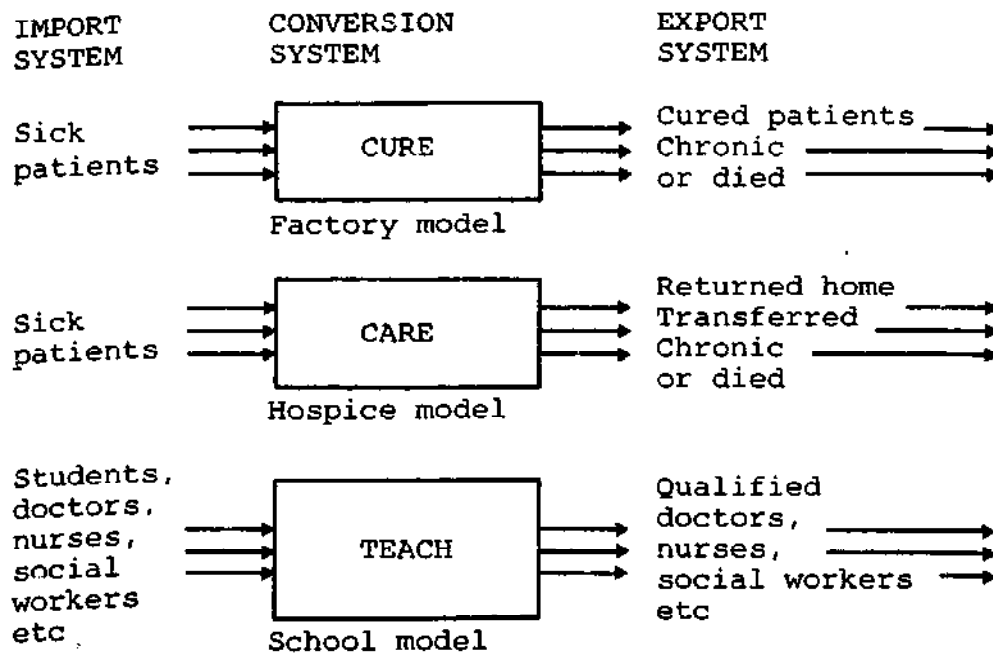 IMPORT SYSTEM
CONVERSION SYSTEM
EXPORT SYSTEM
Sick
patients
CURE
Factory model
Cured patients
Chronic
or died
Sick
patients
CARE
Hospice model
Returned home
Transferred
Chronic
or died
Students,
doctors,
nurses,
social
workers
etc
TEACH
School model
Qualified
doctors,
nurses,
social workers
etc